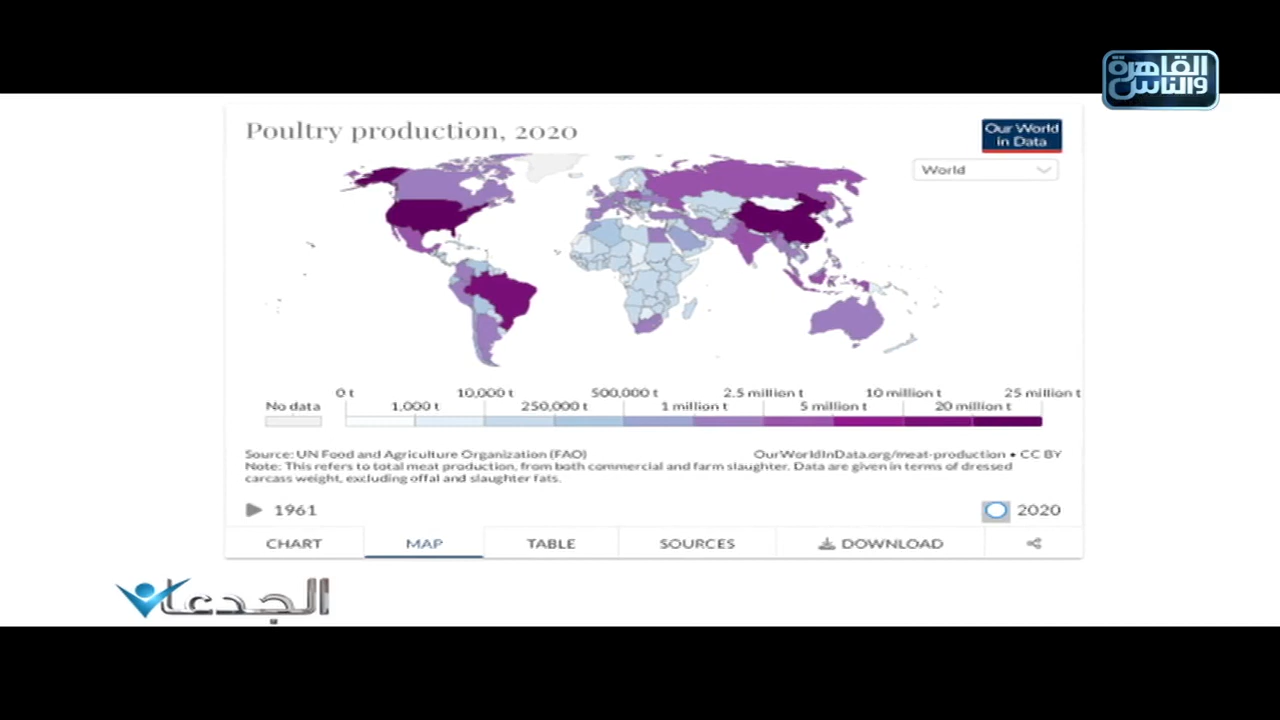 القاهرة
والناس
Poultry production, 2020
Our World
in Data
World
0 t
10,000 t
500,000 t
2.5 million t
10 million t
25 million t
No data
1,000 t
250,000 t
1 million t
5 million t
20 million t
Source: UN Food and Agriculture Organization (FAO)
OurWorldInData.org/meat-production • CC BY
Note: This refers to total meat production, from both commercial and farm slaughter. Data are given in terms of dressed
carcass weight, excluding offal and slaughter fats.
1961
2020
CHART
MAP
TABLE
SOURCES
DOWNLOAD
الجدعان